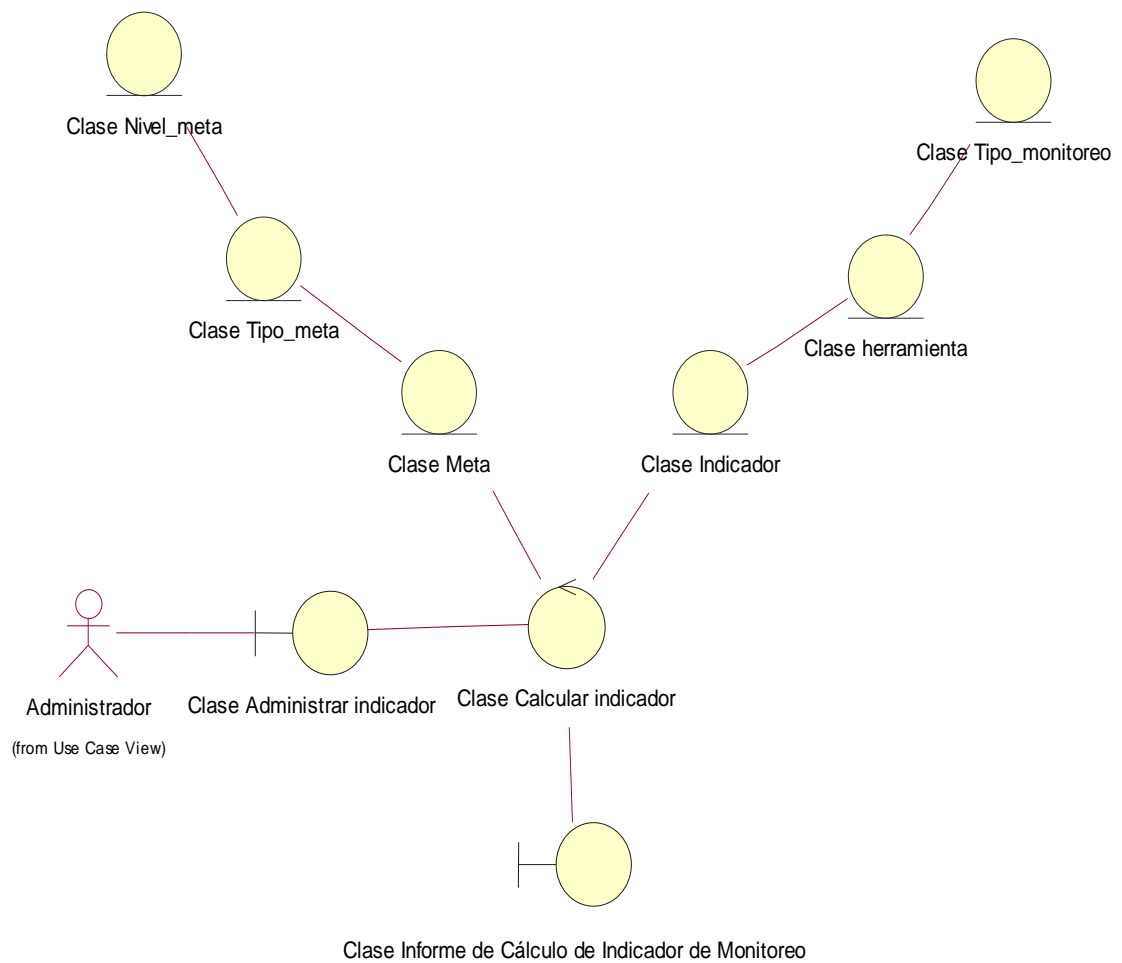 Clase Nivel_meta
Clase Tipo_monitoreo
Clase Tipo_meta
Clase herramienta
Clase Meta
Clase Indicador
Administrador
(from Use Case View)
Clase Administrar indicador
Clase Calcular indicador
Clase Informe de Cálculo de Indicador de Monitoreo